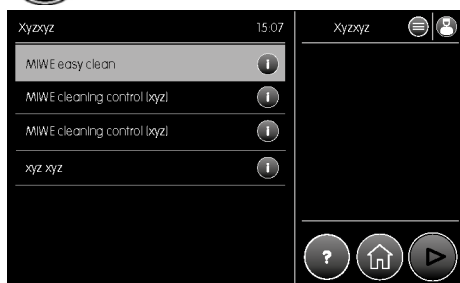 Xyzxyz 15:07 Xyzxyz
MIWE easy clean i
MIWE cleaning control (xyz) i
MIWE cleaning control (xyz) i
xyz xyz i
?